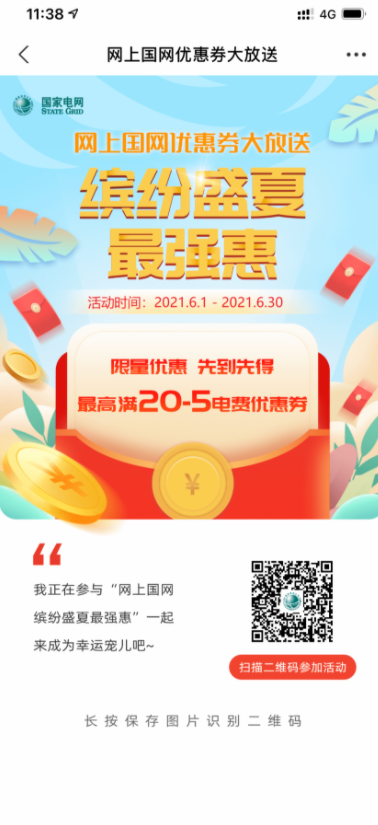 11:38
4G
网上国网优惠券大放送
国家电网
STATE GRID
网上国网优惠券大放送
缤纷盛夏
最强惠
活动时间：2021.6.1 - 2021.6.30
限量优惠 先到先得
最高满20-5电费优惠券
¥
¥
我正在参与“网上国网
缤纷盛夏最强惠”一起
来成为幸运宠儿吧~
扫描二维码参加活动
长按保存图片识别二维码